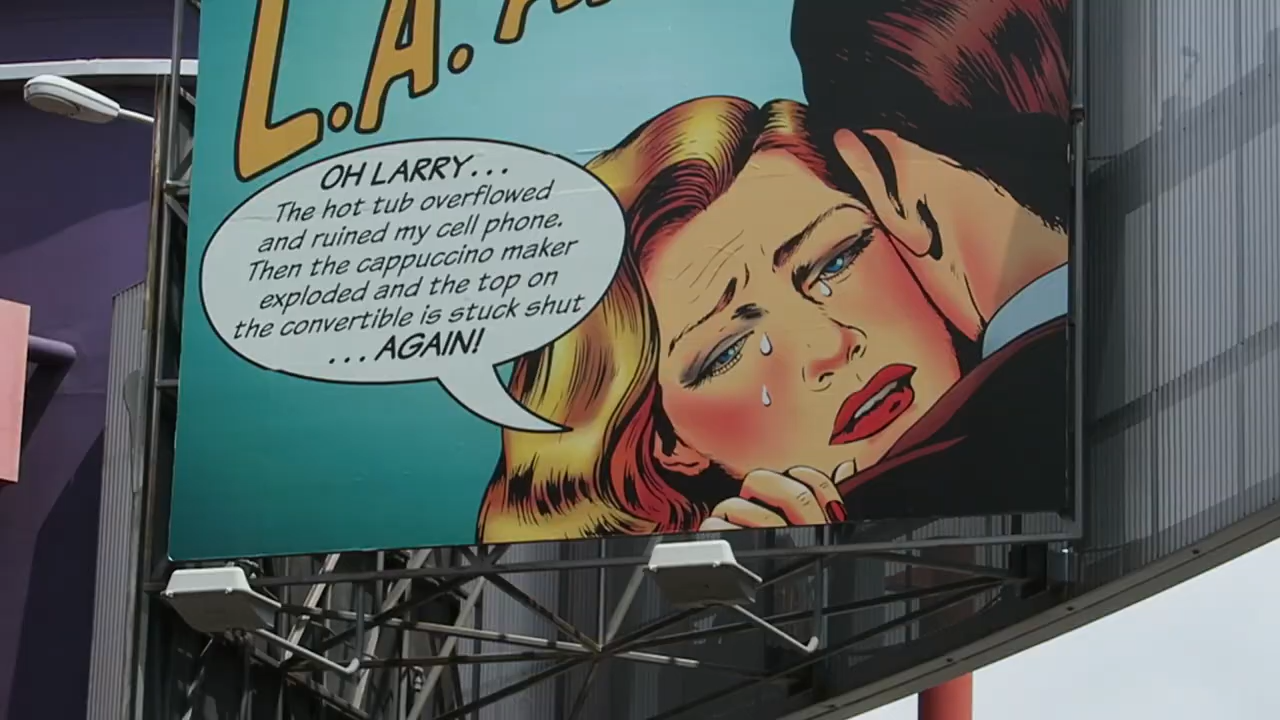 L.A.
OH LARRY...
The hot tub overflowed
and ruined my cell phone.
Then the cappuccino maker
exploded and the top on
the convertible is stuck shut
...AGAIN!